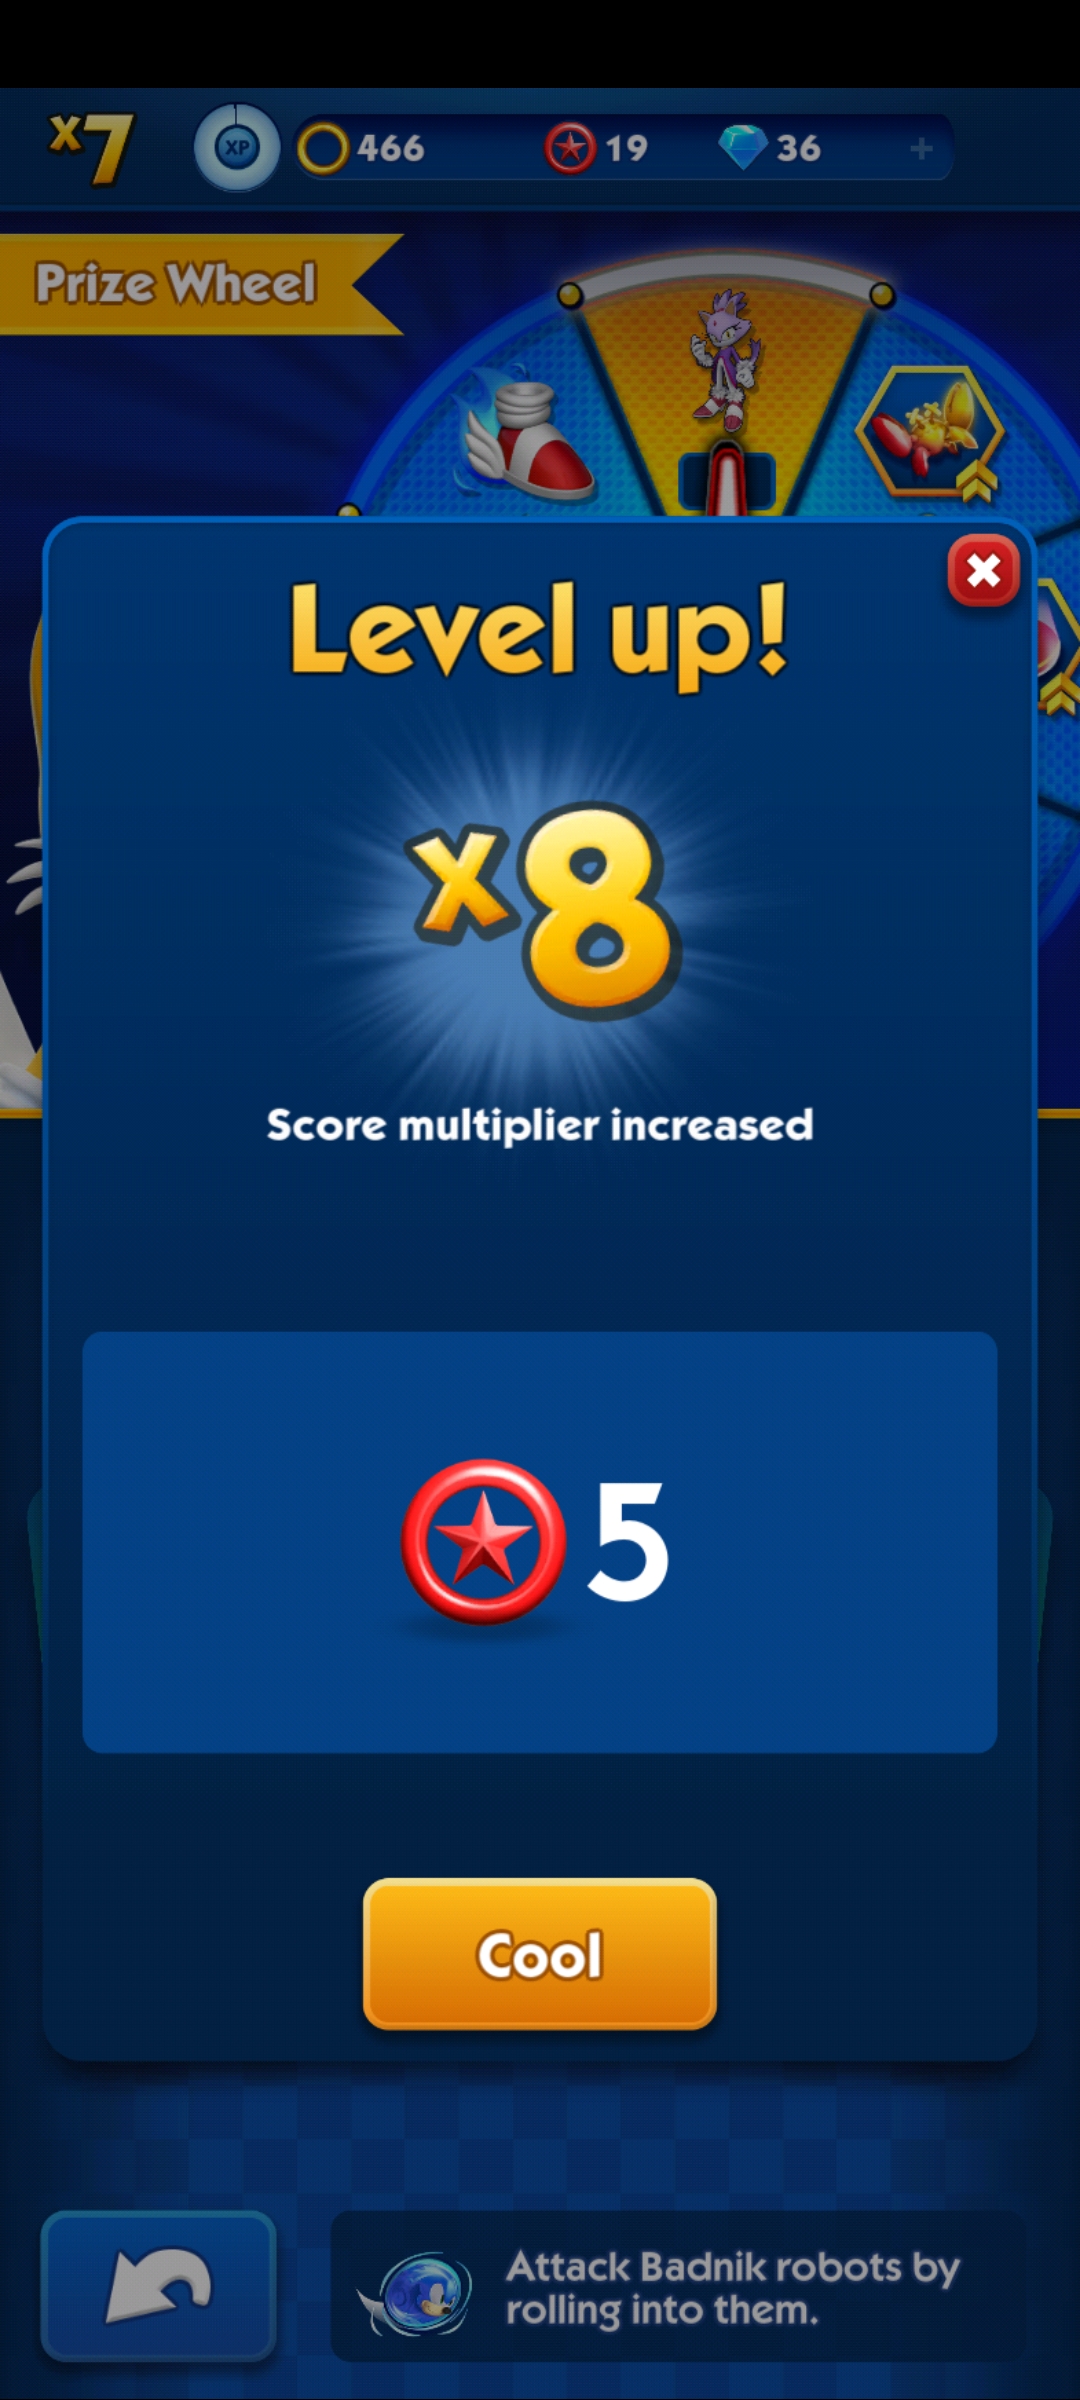 x7
XP
466
19
36
+
Prize Wheel
Level up!
x8
Score multiplier increased
5
Cool
Attack Badnik robots by
rolling into them.